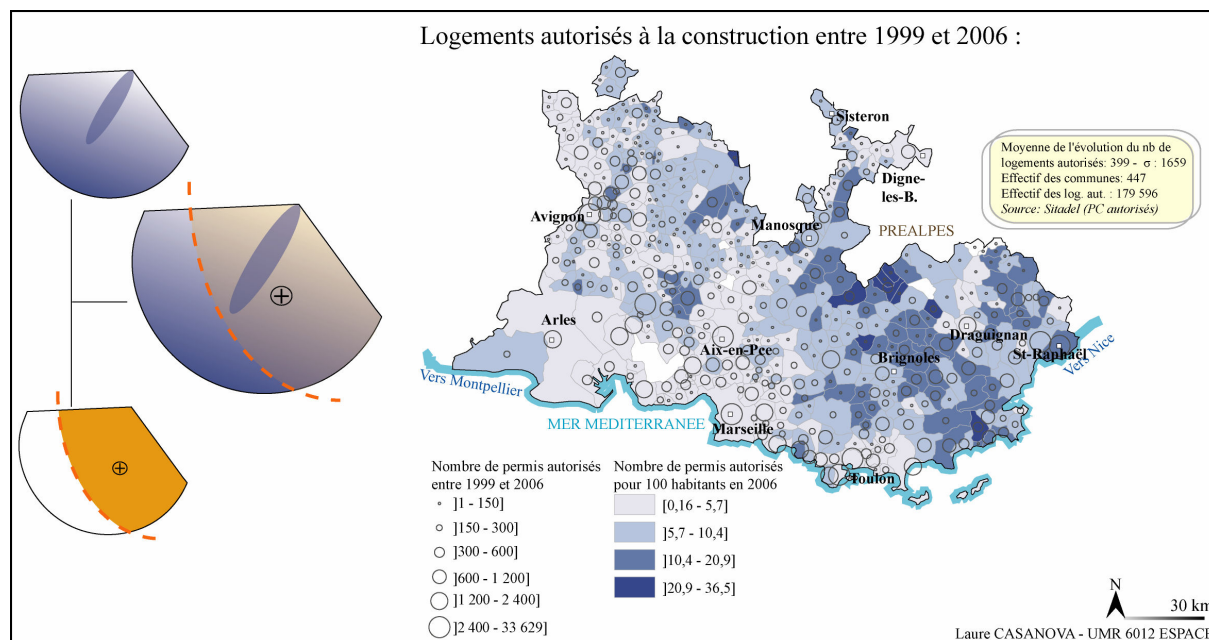 Logements autorisés à la construction entre 1999 et 2006 :
Sisteron
Moyenne de l'évolution du nb de
logements autorisés: 399 - σ : 1659
Effectif des communes: 447
Effectif des log. aut. : 179 596
Source: Sitadel (PC autorisés)
Digne-
les-B.
Avignon
Manosque
PREALPES
Arles
Aix-en-Pce
Draguignan
Brignoles
St-Raphaël
Vers Nice
Vers Montpellier
MER MEDITERRANEE
Marseille
Toulon
Nombre de permis autorisés
entre 1999 et 2006
]1 - 150]
]150 - 300]
]300 - 600]
]600 - 1 200]
]1 200 - 2 400]
]2 400 - 33 629]
Nombre de permis autorisés
pour 100 habitants en 2006
[0,16 - 5,7]
]5,7 - 10,4]
]10,4 - 20,9]
]20,9 - 36,5]
N
30 km
Laure CASANOVA - UMR 6012 ESPACE